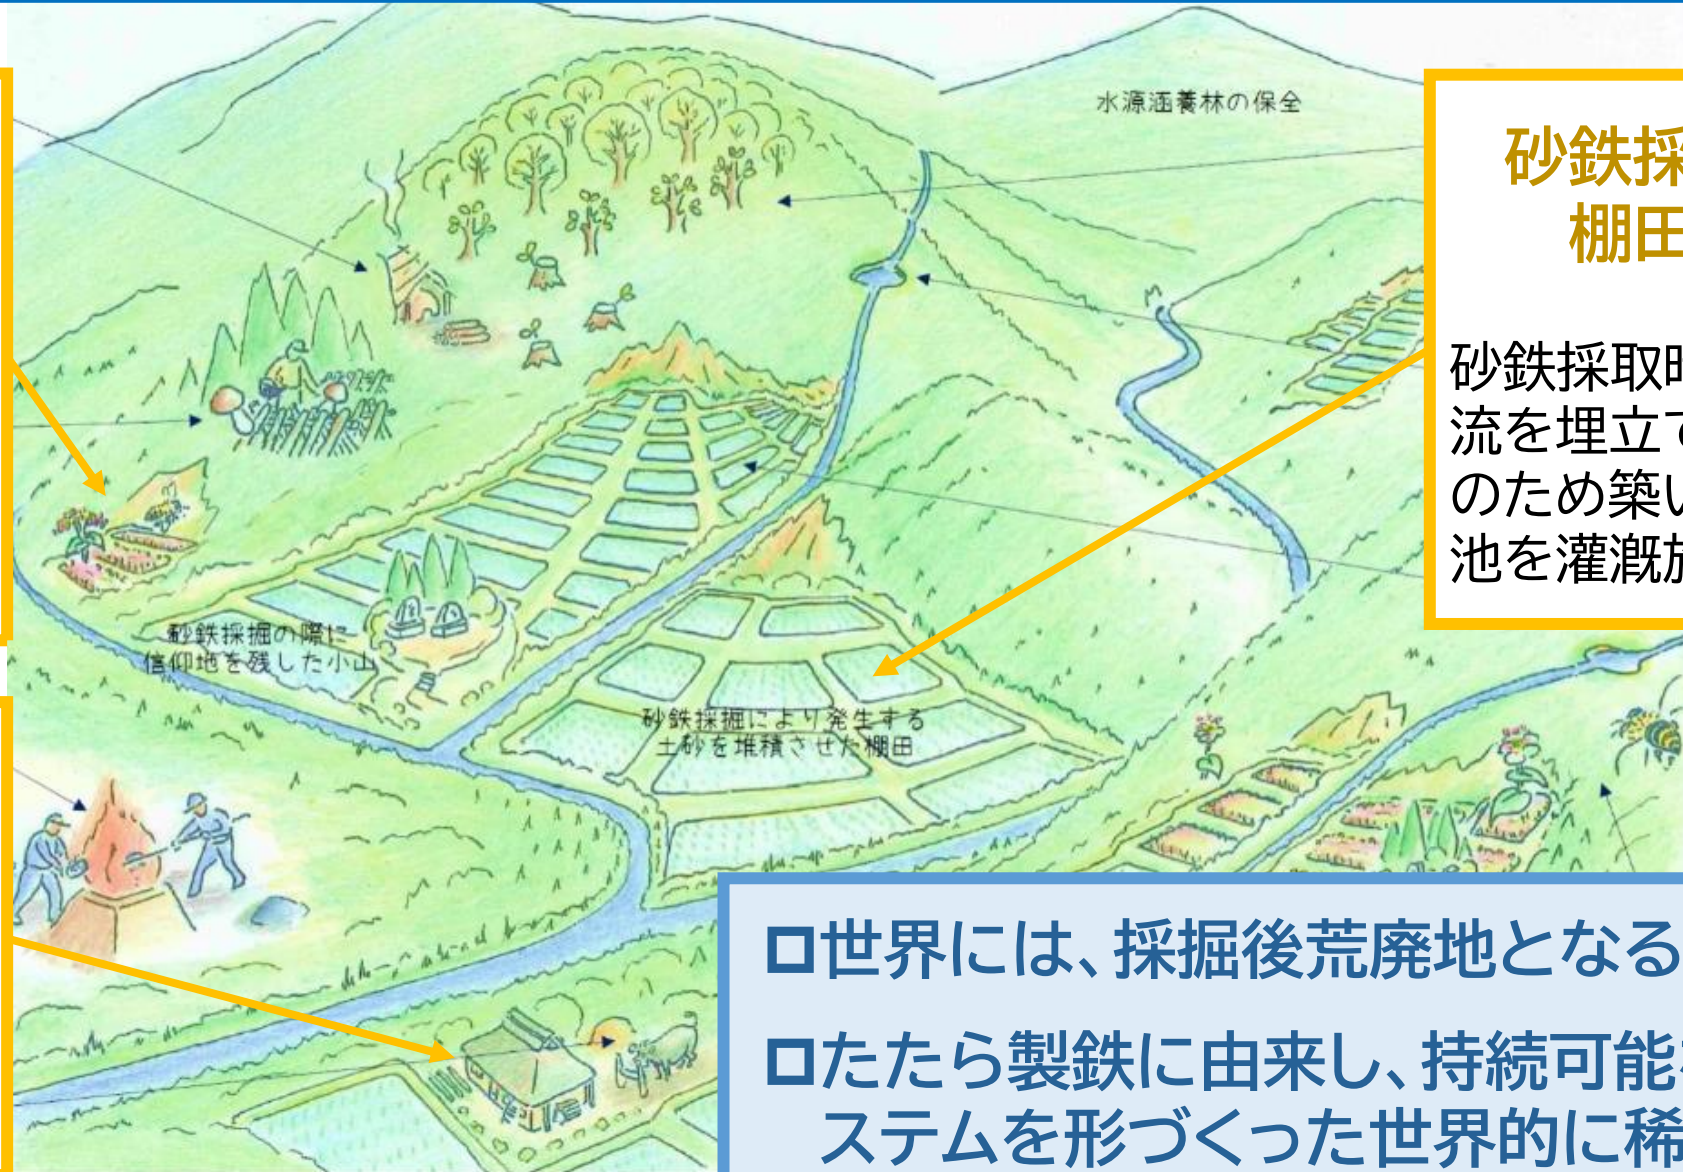 水源涵養林の保全
砂鉄採
棚田
砂鉄採取
流を埋立
のため築
池を灌漑
砂鉄採掘の際に
信仰地を残した小山
砂鉄採掘により発生する
土砂を堆積させた棚田
□世界には、採掘後荒廃地となる
□たたら製鉄に由来し、持続可能
ステムを形づくった世界的に稀